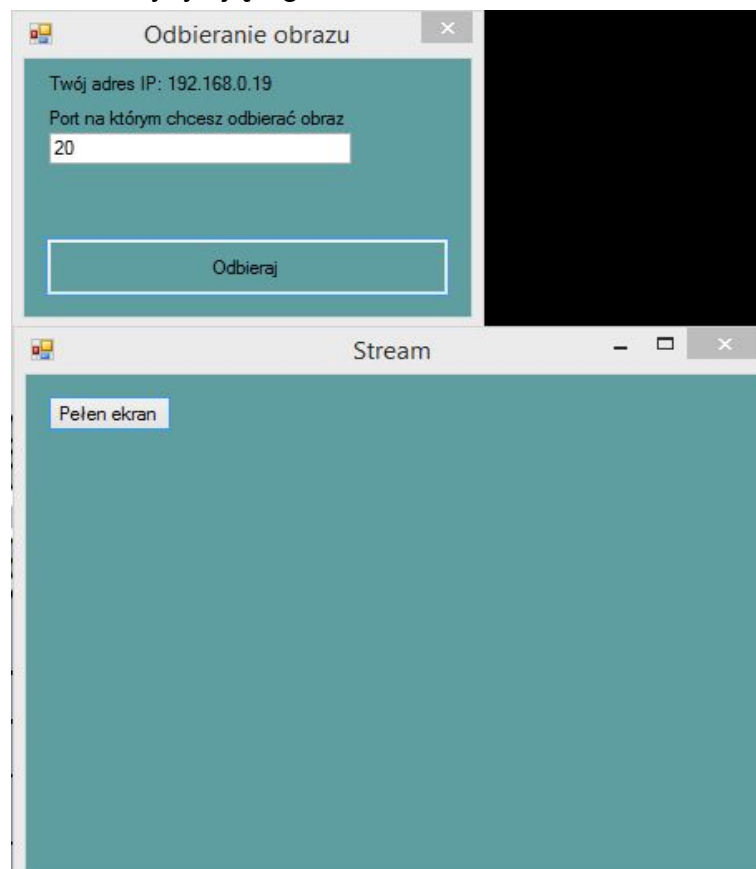 Odbieranie obrazu
Twój adres IP: 192.168.0.19
Port na którym chcesz odbierać obraz
20
Odbieraj
Stream
Pełen ekran